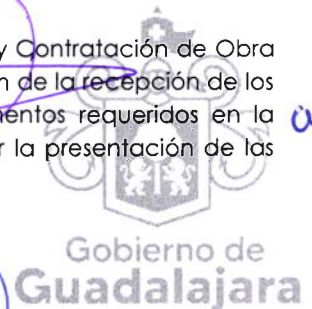 y Contratación de Obra
n de la recepción de los
entos requeridos en la
r la presentación de las
Gobierno de
Guadalajara